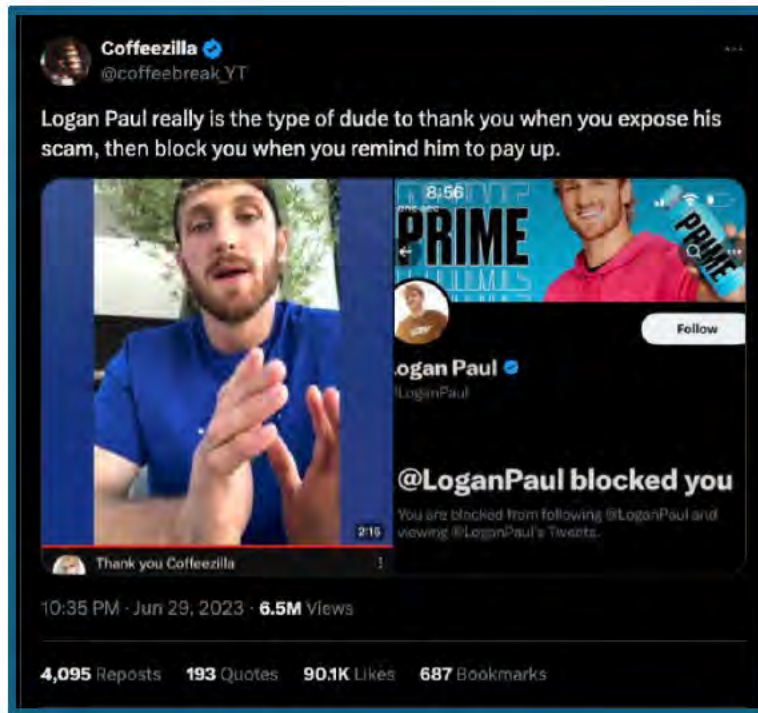 Coffeezilla
@coffeebreak_YT
Logan Paul really is the type of dude to thank you when you expose his
scam, then block you when you remind him to pay up.
2:16
Thank you Coffeezilla
8:56
PRIME
PRIME
Follow
ogan Paul
LoganPaul
@LoganPaul blocked you
You are blocked from following @LoganPaul and
viewing @LoganPaul's Tweets.
10:35 PM · Jun 29, 2023 · 6.5M Views
4,095 Reposts 193 Quotes 90.1K Likes 687 Bookmarks